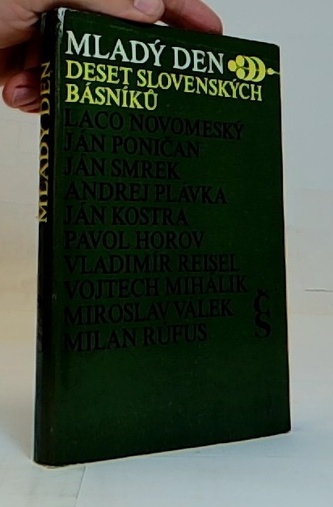 MLADÝ DEN
DESET SLOVENSKÝCH
BÁSNÍKŮ
LACO NOVOMESKÝ
JÁN PONIČAN
JÁN SMREK
ANDREJ PLÁVKA
JÁN KOSTRA
PAVOL HOROV
VLADIMÍR REISEL
VOJTECH MIHÁLIK
MIROSLAV VÁLEK
MILAN RÚFUS
MLADÝ DEN